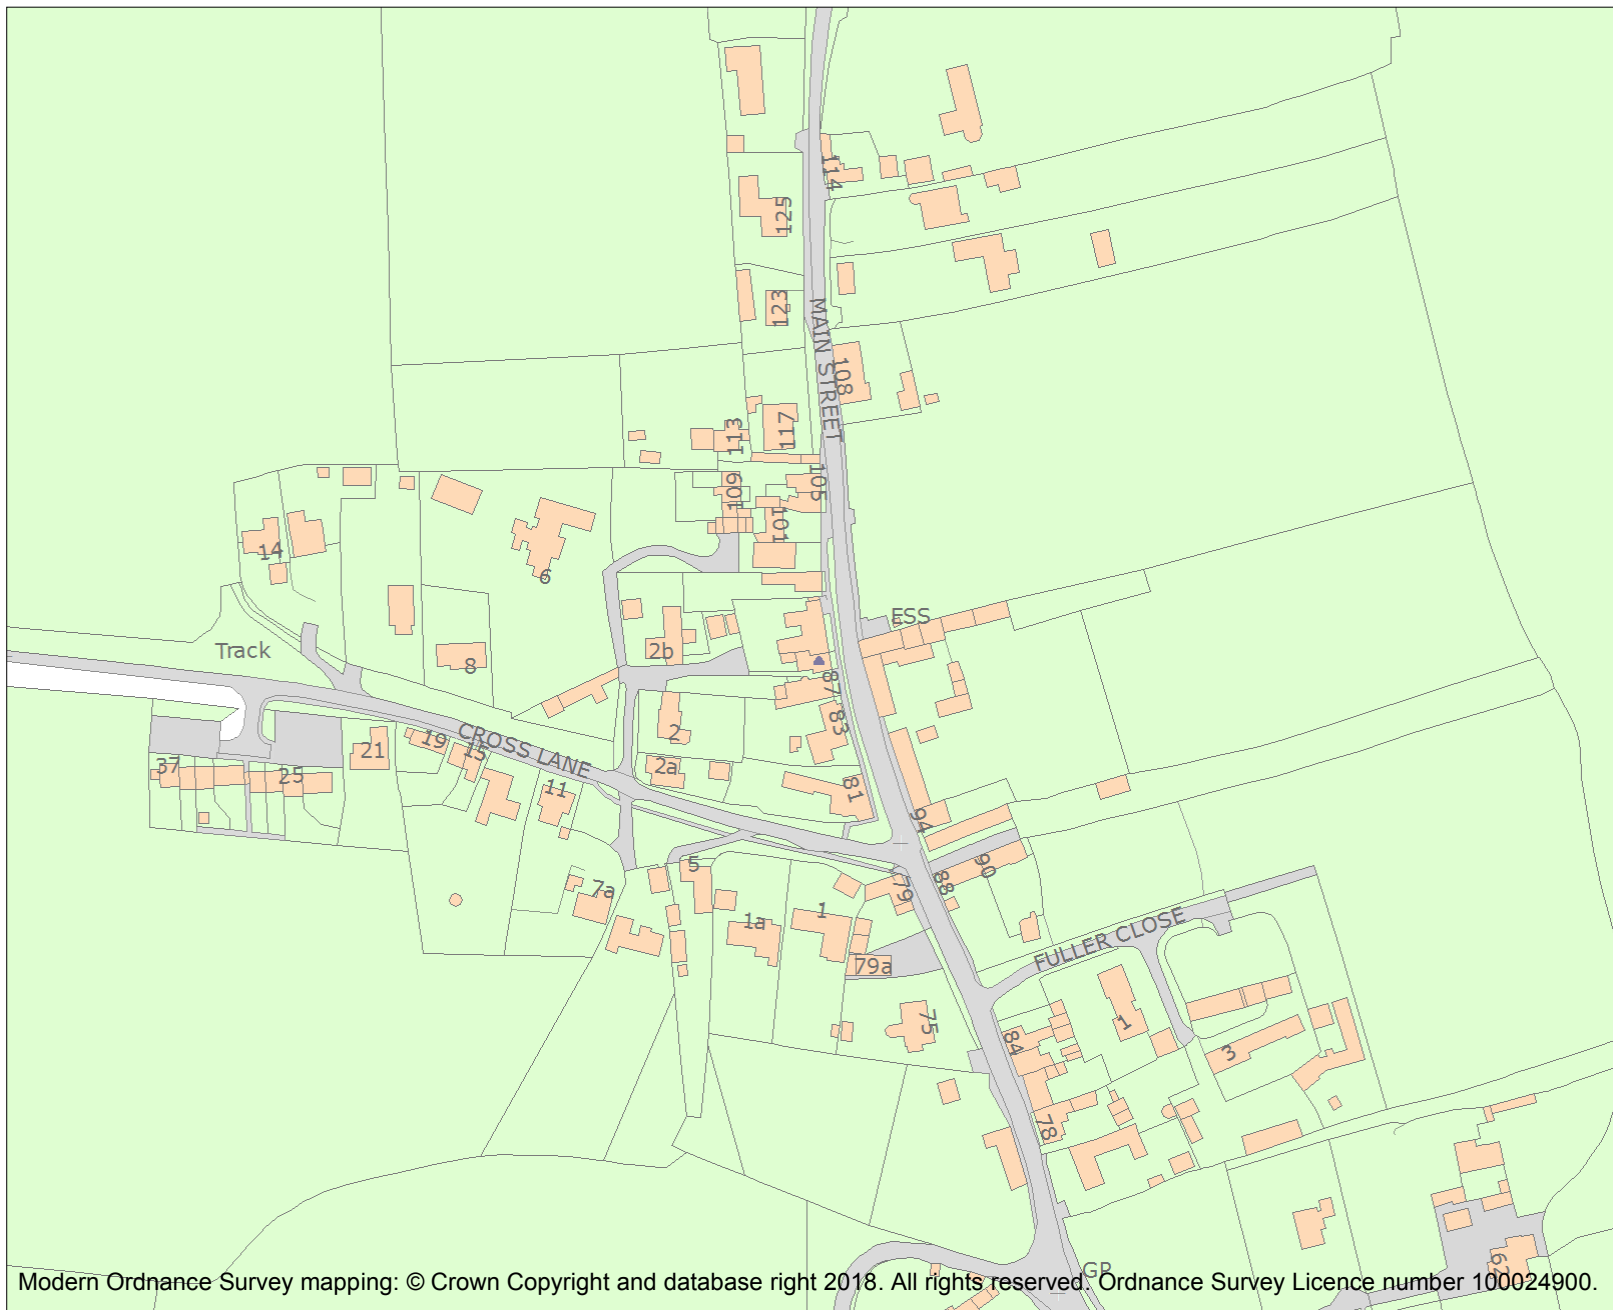 114
125
123
MAIN STREET
108
113
117
109
105
101
14
6
ESS
Track
2b
8
87
83
2
CROSS LANE
19
15
21
37
25
2a
11
81
94
5
90
79
88
7a
1a
1
FULLER CLOSE
79a
75
1
84
3
78
62
GP
Modern Ordnance Survey mapping: © Crown Copyright and database right 2018. All rights reserved. Ordnance Survey Licence number 100024900.